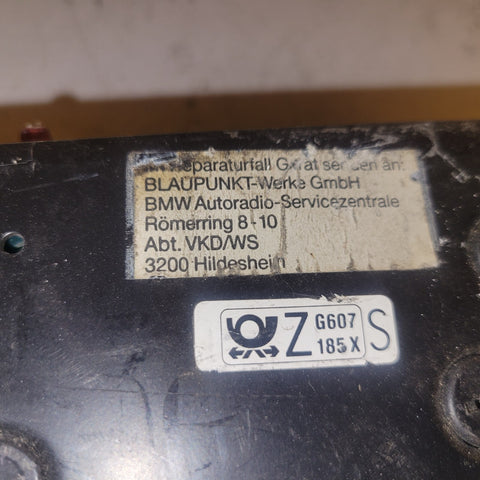 Reparaturfall Gerät senden an:
BLAUPUNKT-Werke GmbH
BMW Autoradio-Servicezentrale
Römerring 8-10
Abt. VKD/WS
3200 Hildesheim
Z G607 185 X S